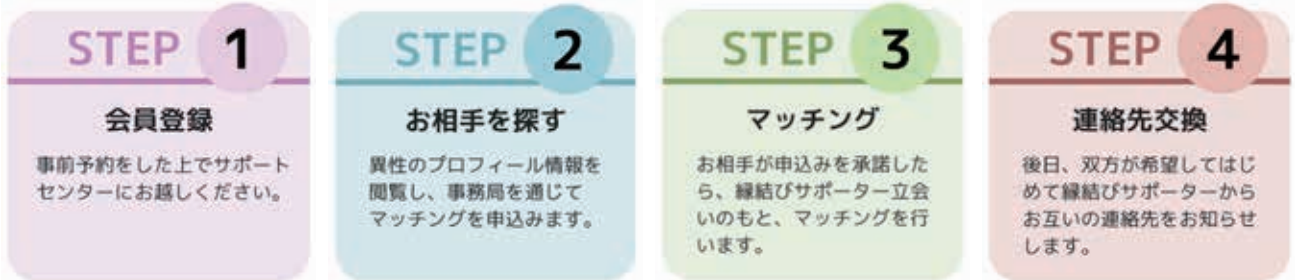 STEP 1
会員登録
事前予約をした上でサポート
センターにお越しください。
STEP 2
お相手を探す
異性のプロフィール情報を
閲覧し、事務局を通じて
マッチングを申込みます。
STEP 3
マッチング
お相手が申込みを承諾した
ら、縁結びサポーター立会
いのもと、マッチングを行
います。
STEP 4
連絡先交換
後日、双方が希望してはじ
めて縁結びサポーターから
お互いの連絡先をお知らせ
します。